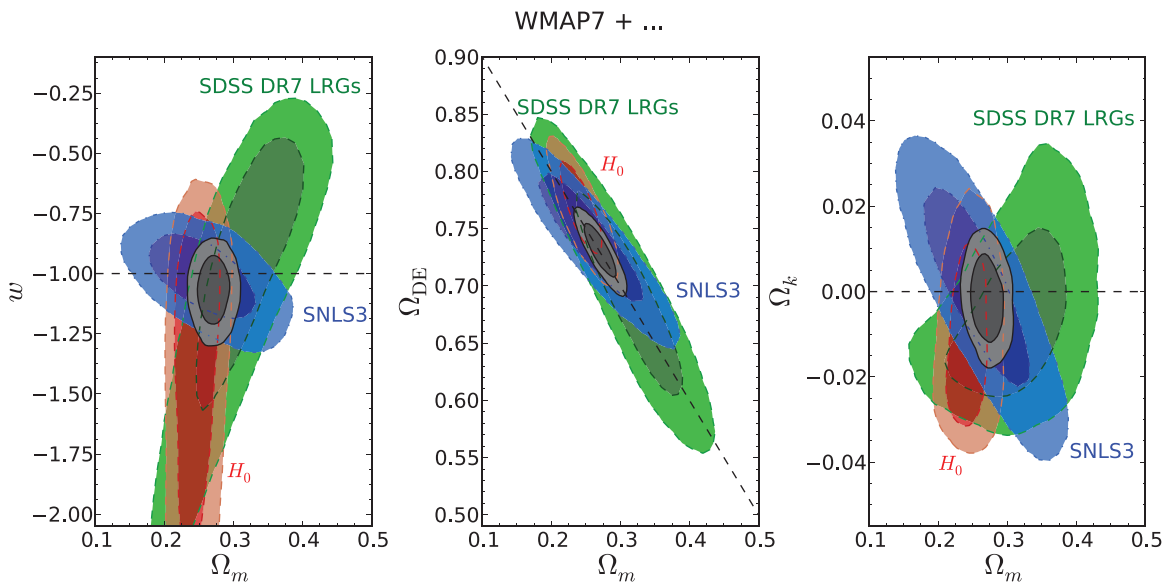 WMAP7 + ...
SDSS DR7 LRGs
SNLS3
H₀
w
−0.25
−0.50
−0.75
−1.00
−1.25
−1.50
−1.75
−2.00
0.1 0.2 0.3 0.4 0.5
Ωₘ
SDSS DR7 LRGs
H₀
SNLS3
Ω_DE
0.90
0.85
0.80
0.75
0.70
0.65
0.60
0.55
0.50
0.1 0.2 0.3 0.4 0.5
Ωₘ
SDSS DR7 LRGs
SNLS3
H₀
Ωₖ
0.04
0.02
0.00
−0.02
−0.04
0.1 0.2 0.3 0.4 0.5
Ωₘ